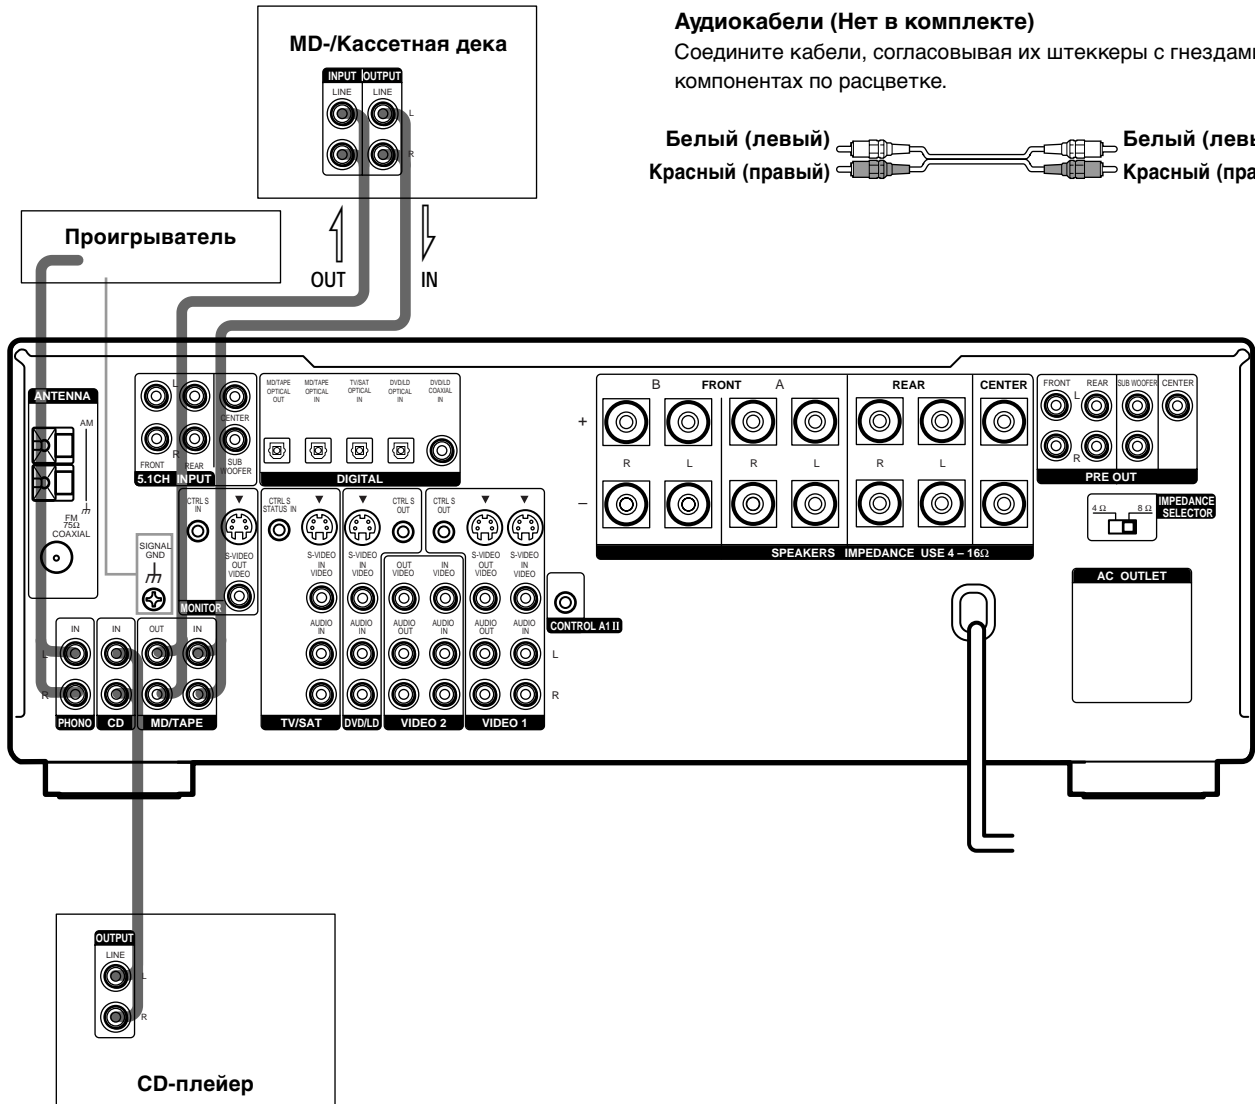 MD-/Кассетная дека
INPUT OUTPUT
LINE LINE
L
R
OUT IN
Аудиокабели (Нет в комплекте)
Соедините кабели, согласовывая их штеккеры с гнездами
компонентах по расцветке.
Белый (левый)
Красный (правый)
Белый (левы
Красный (пра
Проигрыватель
ANTENNA
AM
FM
75Ω
COAXIAL
L
R
FRONT REAR
CENTER
SUB
WOOFER
5.1CH INPUT
MD/TAPE
OPTICAL
OUT
MD/TAPE
OPTICAL
IN
TV/SAT
OPTICAL
IN
DVD/LD
OPTICAL
IN
DVD/LD
COAXIAL
IN
DIGITAL
+
–
B FRONT A
REAR
CENTER
R L R L R L
SPEAKERS IMPEDANCE USE 4 – 16Ω
FRONT REAR SUB WOOFER CENTER
L
R
PRE OUT
4 Ω 8 Ω
IMPEDANCE
SELECTOR
AC OUTLET
SIGNAL
GND
CTRL S
IN
S-VIDEO
OUT
VIDEO
MONITOR
CTRL S
STATUS IN
S-VIDEO
IN
VIDEO
AUDIO
IN
TV/SAT
S-VIDEO
IN
VIDEO
AUDIO
IN
DVD/LD
CTRL S
OUT
OUT
VIDEO
IN
VIDEO
AUDIO
OUT
AUDIO
IN
VIDEO 2
CTRL S
OUT
S-VIDEO
OUT
VIDEO
S-VIDEO
IN
VIDEO
AUDIO
OUT
AUDIO
IN
VIDEO 1
L
R
CONTROL A1 II
IN IN OUT IN
L
R
PHONO CD MD/TAPE
OUTPUT
LINE
L
R
CD-плейер